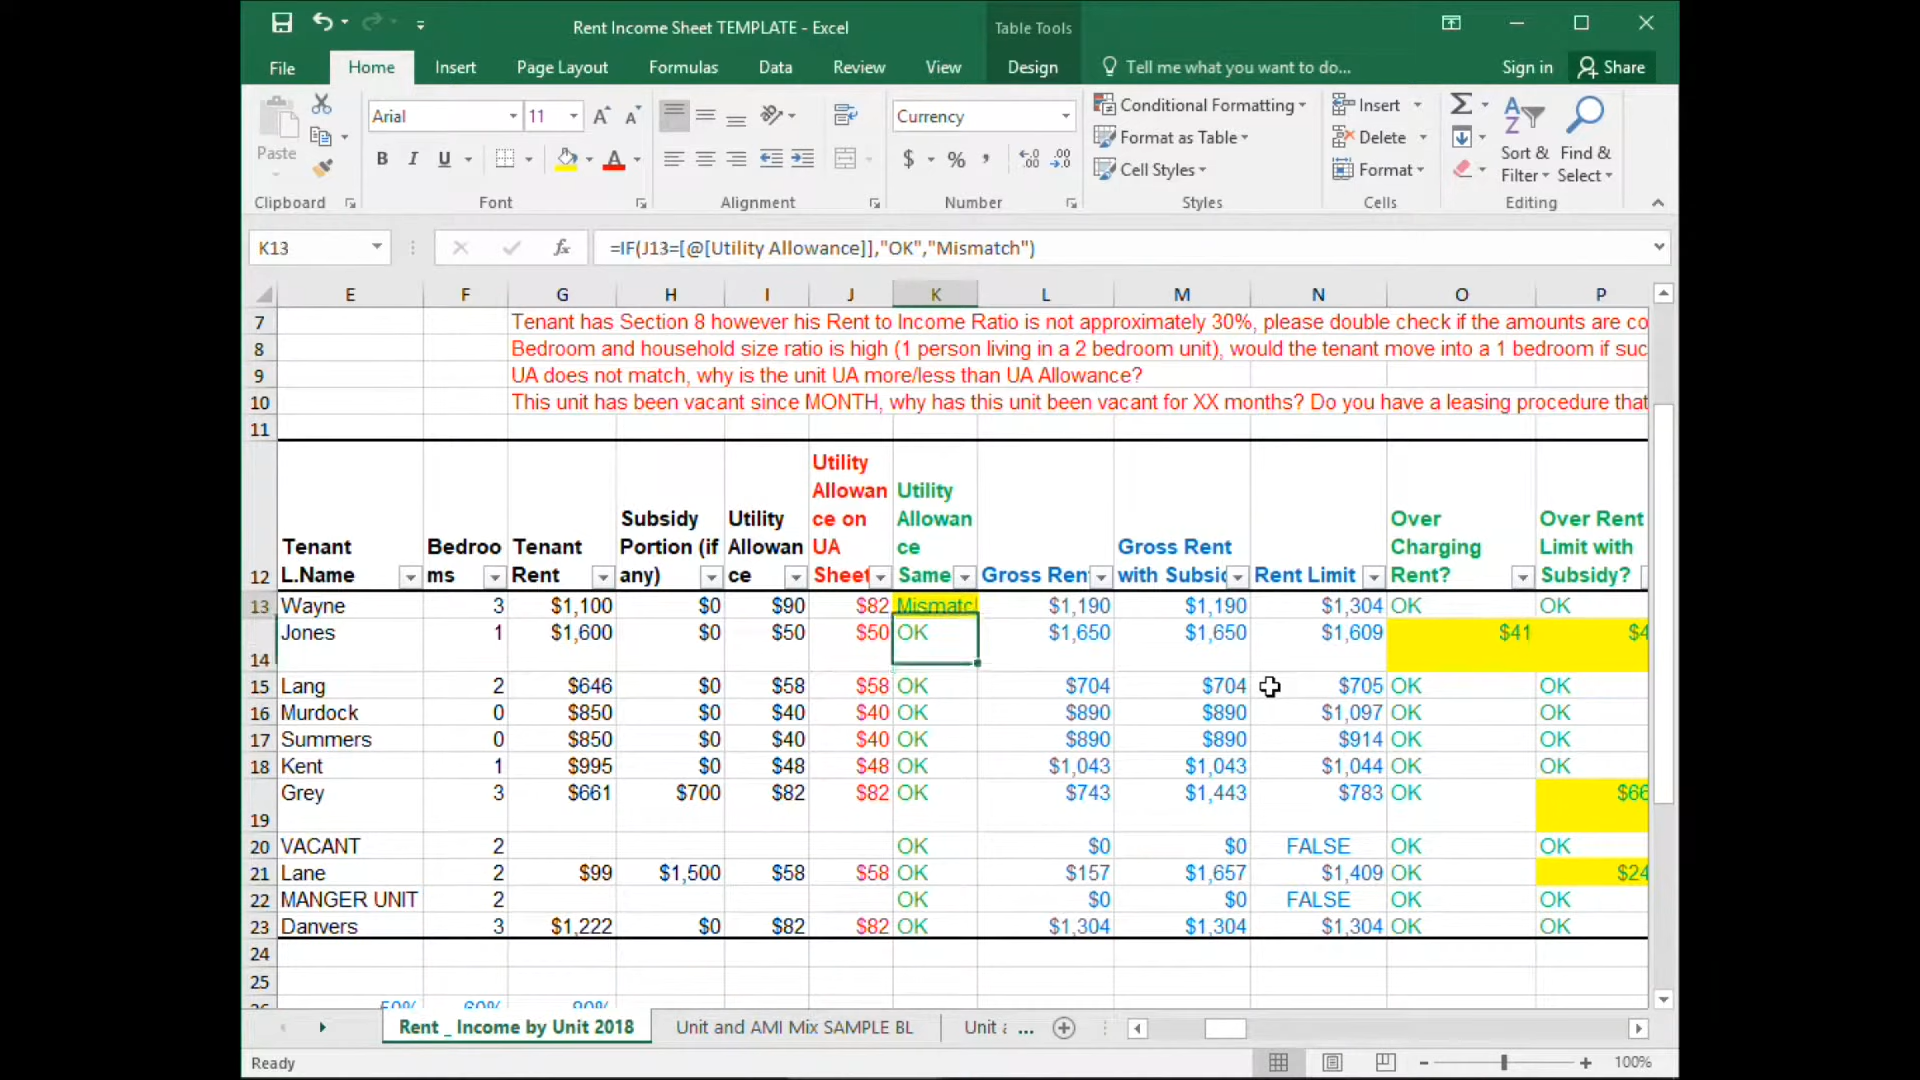 Rent Income Sheet TEMPLATE - Excel
Table Tools
File Home Insert Page Layout Formulas Data Review View Design Tell me what you want to do... Sign in Share
Paste
Arial 11
B I U A
Currency
$ % ,
Conditional Formatting
Format as Table
Cell Styles
Insert
Delete
Format
Sort & Filter
Find & Select
Clipboard Font Alignment Number Styles Cells Editing
K13 fx =IF(J13=[@[Utility Allowance]],"OK","Mismatch")
E F G H I J K L M N O P
7 Tenant has Section 8 however his Rent to Income Ratio is not approximately 30%, please double check if the amounts are co
8 Bedroom and household size ratio is high (1 person living in a 2 bedroom unit), would the tenant move into a 1 bedroom if suc
9 UA does not match, why is the unit UA more/less than UA Allowance?
10 This unit has been vacant since MONTH, why has this unit been vacant for XX months? Do you have a leasing procedure that
11
12 Tenant L.Name Bedroo ms Tenant Rent Subsidy Portion (if any) Utility Allowan ce Utility Allowan ce on UA Sheet Utility Allowan ce Same Gross Ren Gross Rent with Subsid Rent Limit Over Charging Rent? Over Rent Limit with Subsidy?
13 Wayne 3 $1,100 $0 $90 $82 Mismatc $1,190 $1,190 $1,304 OK OK
14 Jones 1 $1,600 $0 $50 $50 OK $1,650 $1,650 $1,609 $41 $4
15 Lang 2 $646 $0 $58 $58 OK $704 $704 $705 OK OK
16 Murdock 0 $850 $0 $40 $40 OK $890 $890 $1,097 OK OK
17 Summers 0 $850 $0 $40 $40 OK $890 $890 $914 OK OK
18 Kent 1 $995 $0 $48 $48 OK $1,043 $1,043 $1,044 OK OK
19 Grey 3 $661 $700 $82 $82 OK $743 $1,443 $783 OK $66
20 VACANT 2 OK $0 $0 FALSE OK OK
21 Lane 2 $99 $1,500 $58 $58 OK $157 $1,657 $1,409 OK $24
22 MANGER UNIT 2 OK $0 $0 FALSE OK OK
23 Danvers 3 $1,222 $0 $82 $82 OK $1,304 $1,304 $1,304 OK OK
24
25
Rent _ Income by Unit 2018 Unit and AMI Mix SAMPLE BL Unit ...
Ready 100%